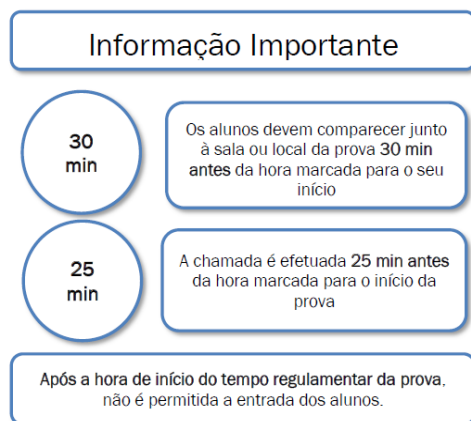 Informação Importante
30
min
Os alunos devem comparecer junto
à sala ou local da prova 30 min
antes da hora marcada para o seu
início
25
min
A chamada é efetuada 25 min antes
da hora marcada para o início da
prova
Após a hora de início do tempo regulamentar da prova,
não é permitida a entrada dos alunos.